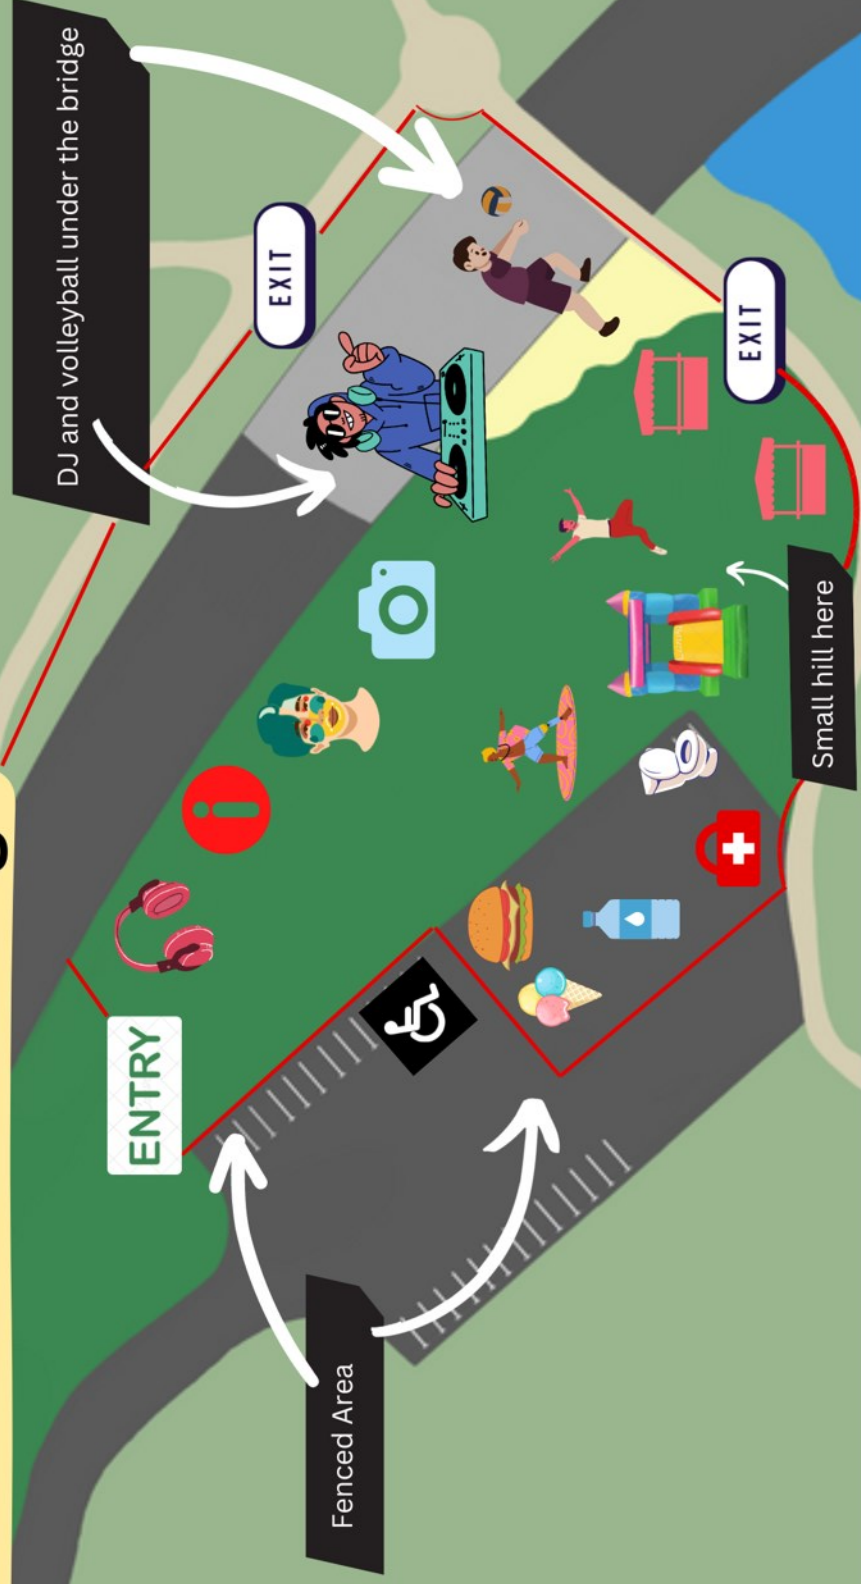 DJ and volleyball under the bridge
EXIT
EXIT
Small hill here
ENTRY
Fenced Area